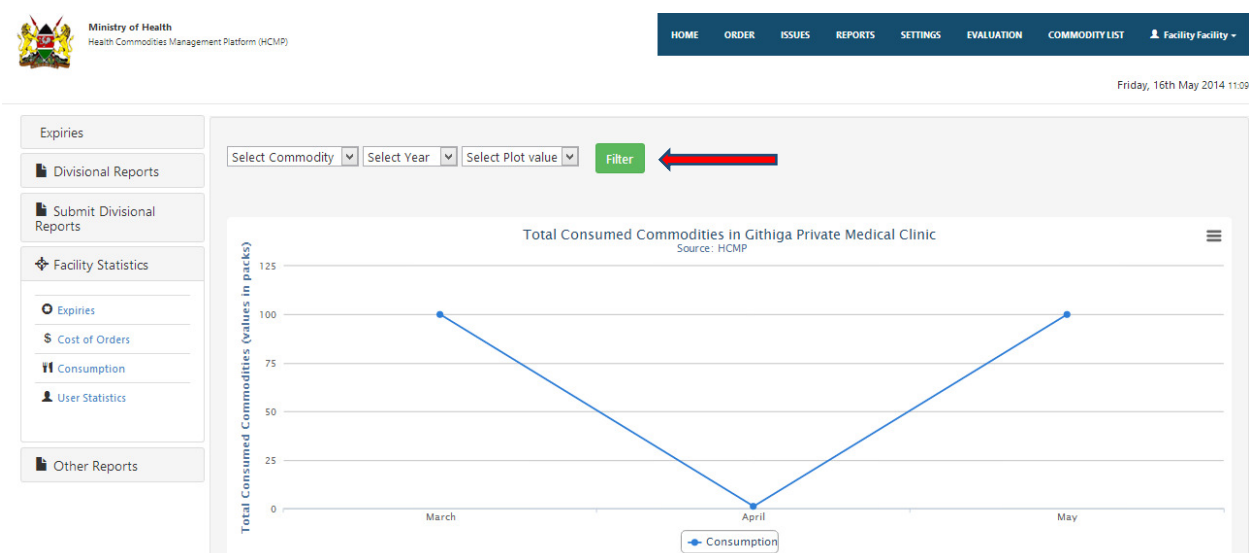 Ministry of Health
Health Commodities Management Platform (HCMP)
HOME ORDER ISSUES REPORTS SETTINGS EVALUATION COMMODITY LIST Facility Facility
Friday, 16th May 2014 11:09
Expiries
Divisional Reports
Submit Divisional
Reports
Facility Statistics
Expiries
Cost of Orders
Consumption
User Statistics
Other Reports
Select Commodity Select Year Select Plot value Filter
Total Consumed Commodities in Githiga Private Medical Clinic
Source: HCMP
Total Consumed Commodities (values in packs)
125
100
75
50
25
0
March April May
Consumption